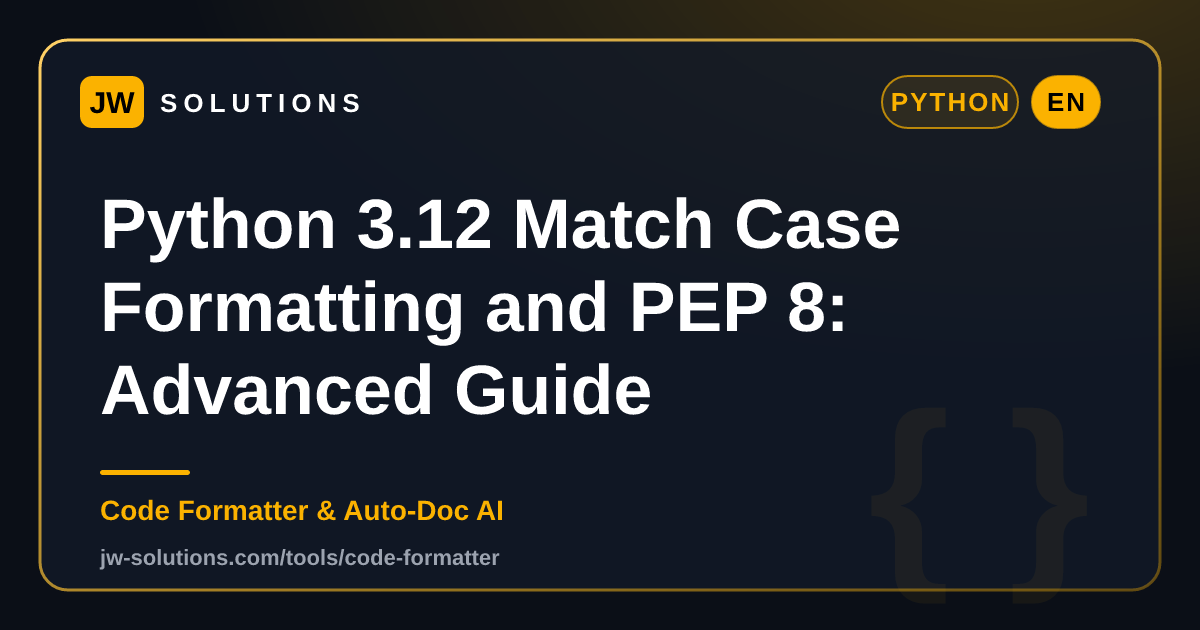 JW SOLUTIONS
PYTHON EN
Python 3.12 Match Case
Formatting and PEP 8:
Advanced Guide
{ }
Code Formatter & Auto-Doc AI
jw-solutions.com/tools/code-formatter